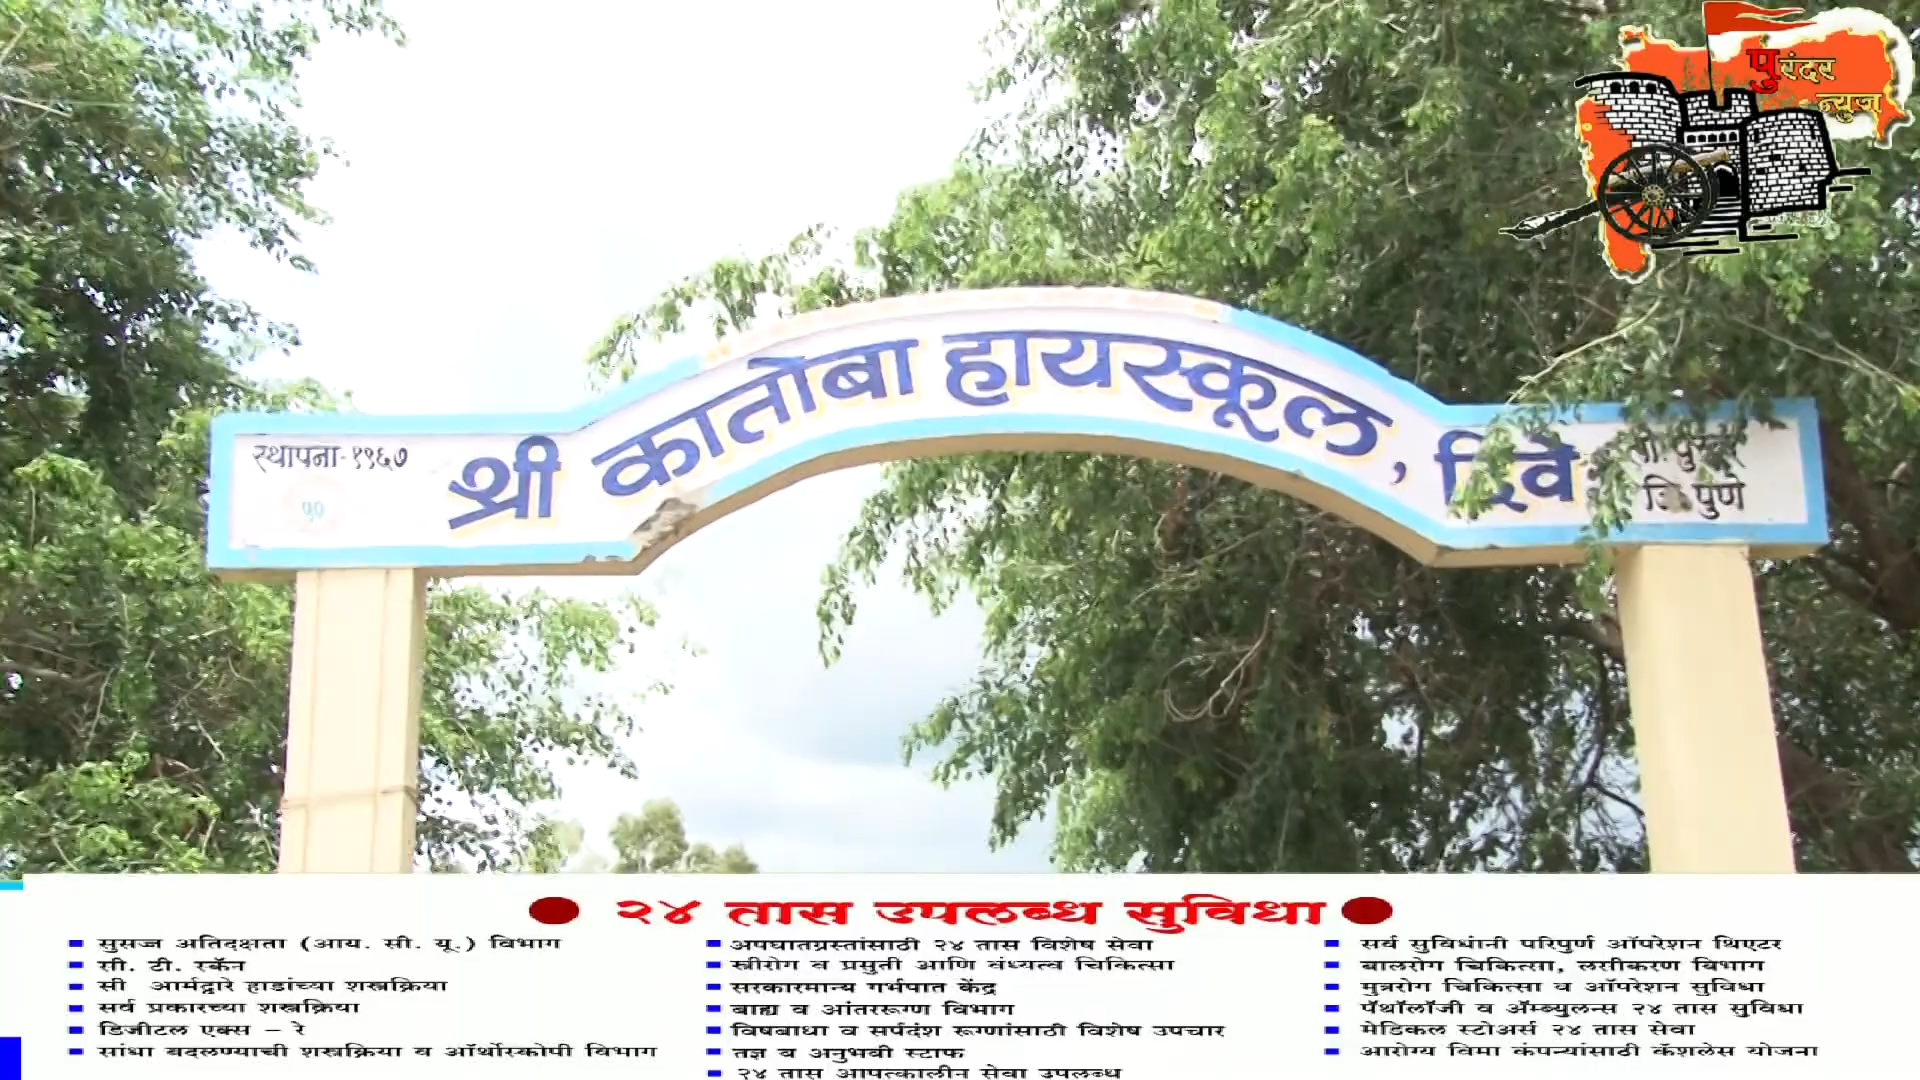 पुरंदर
न्युज
श्री कातोबा हायस्कूल, दिवे
स्थापना-१९६७
५०
पुणे
२४ तास उपलब्ध सुविधा
सुसज्ज अतिदक्षता (आय. सी. यू.) विभाग
सी. टी. स्कॅन
सी आर्मद्वारे हाडांच्या शस्त्रक्रिया
सर्व प्रकारच्या शस्त्रक्रिया
डिजीटल एक्स - रे
सांधा बदलण्याची शस्त्रक्रिया व ऑर्थोस्कोपी विभाग
अपघातग्रस्तांसाठी २४ तास विशेष सेवा
स्त्रीरोग व प्रसुती आणि वंध्यत्व चिकित्सा
सरकारमान्य गर्भपात केंद्र
बाह्य व आंतररूग्ण विभाग
विषबाधा व सर्पदंश रूग्णांसाठी विशेष उपचार
तज्ञ व अनुभवी स्टाफ
२४ तास आपत्कालीन सेवा उपलब्ध
सर्व सुविधांनी परिपुर्ण ऑपरेशन थिएटर
बालरोग चिकित्सा, लसीकरण विभाग
मुत्ररोग चिकित्सा व ऑपरेशन सुविधा
पॅथॉलॉजी व ॲम्ब्युलन्स २४ तास सुविधा
मेडिकल स्टोअर्स २४ तास सेवा
आरोग्य विमा कंपन्यांसाठी कॅशलेस योजना